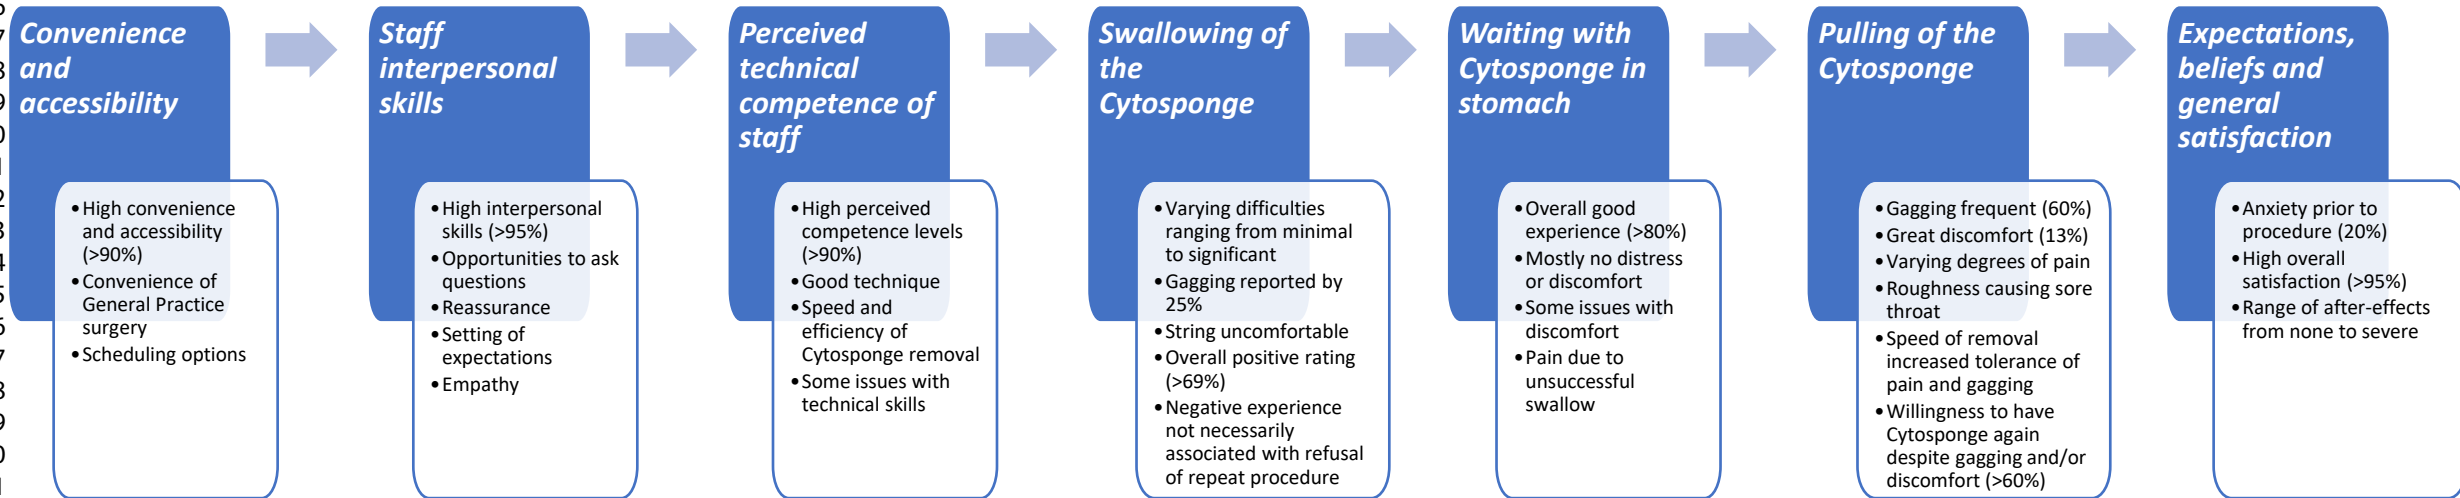 Convenience
and
accessibility
• High convenience
and accessibility
(>90%)
• Convenience of
General Practice
surgery
• Scheduling options
Staff
interpersonal
skills
• High interpersonal
skills (>95%)
• Opportunities to ask
questions
• Reassurance
• Setting of
expectations
• Empathy
Perceived
technical
competence of
staff
• High perceived
competence levels
(>90%)
• Good technique
• Speed and
efficiency of
Cytosponge removal
• Some issues with
technical skills
Swallowing of
the
Cytosponge
• Varying difficulties
ranging from minimal
to significant
• Gagging reported by
25%
• String uncomfortable
• Overall positive rating
(>69%)
• Negative experience
not necessarily
associated with refusal
of repeat procedure
Waiting with
Cytosponge in
stomach
• Overall good
experience (>80%)
• Mostly no distress
or discomfort
• Some issues with
discomfort
• Pain due to
unsuccessful
swallow
Pulling of the
Cytosponge
• Gagging frequent (60%)
• Great discomfort (13%)
• Varying degrees of pain
• Roughness causing sore
throat
• Speed of removal
increased tolerance of
pain and gagging
• Willingness to have
Cytosponge again
despite gagging and/or
discomfort (>60%)
Expectations,
beliefs and
general
satisfaction
• Anxiety prior to
procedure (20%)
• High overall
satisfaction (>95%)
• Range of after-effects
from none to severe